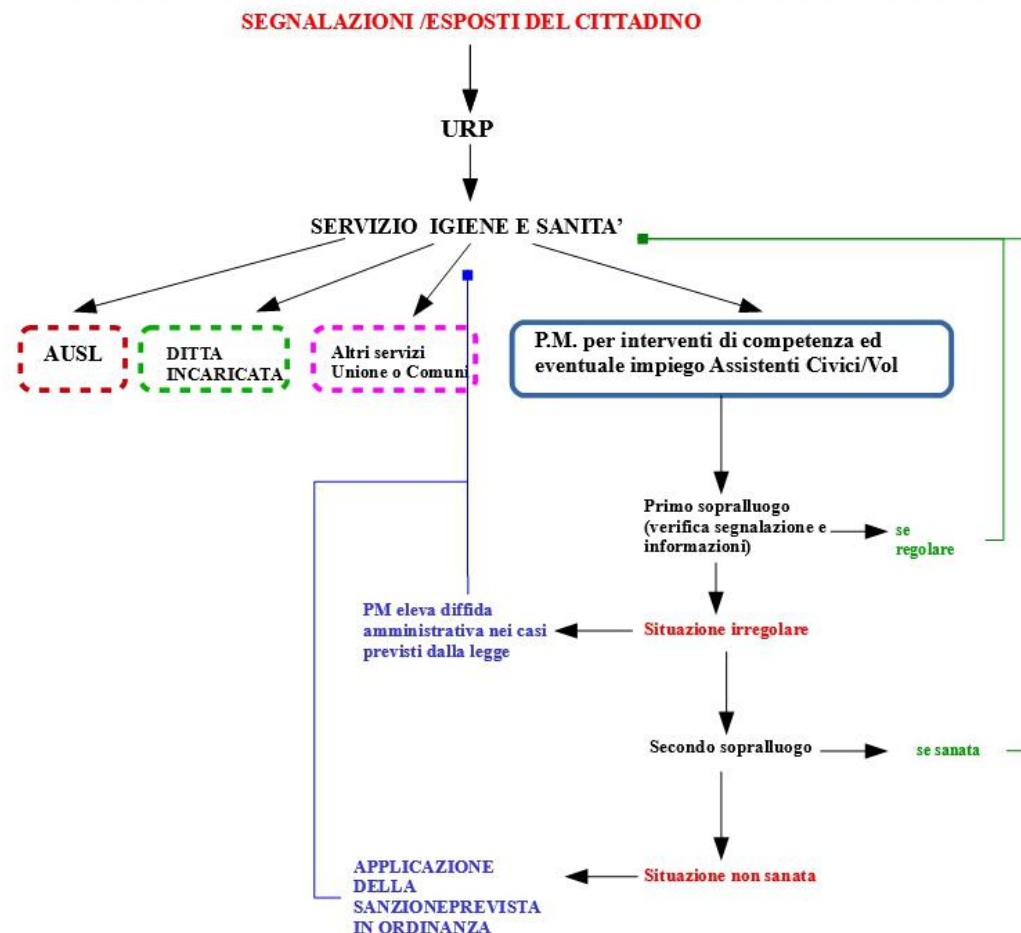 SEGNALAZIONI /ESPOSTI DEL CITTADINO
URP
SERVIZIO IGIENE E SANITA’
AUSL
DITTA
INCARICATA
Altri servizi
Unione o Comuni
P.M. per interventi di competenza ed
eventuale impiego Assistenti Civici/Vol
Primo sopralluogo
(verifica segnalazione e
informazioni)
se
regolare
PM eleva diffida
amministrativa nei casi
previsti dalla legge
Situazione irregolare
Secondo sopralluogo
se sanata
APPLICAZIONE
DELLA
SANZIONEPREVISTA
IN ORDINANZA
Situazione non sanata